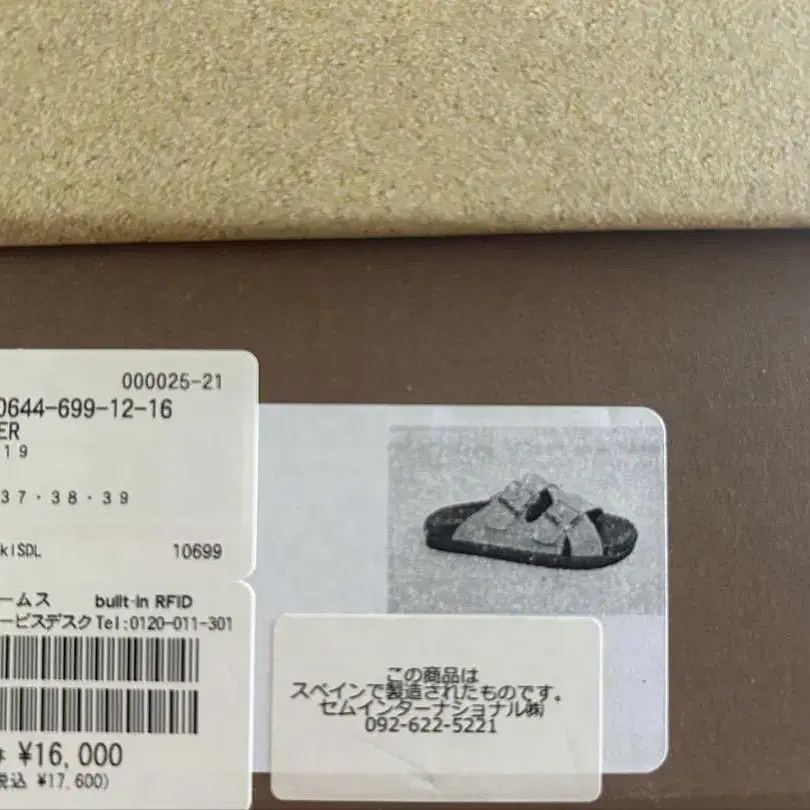 000025-21
0644-699-12-16
ER
19
37・38・39
klSDL 10699
ームス built-in RFID
ービスデスク Tel:0120-011-301
¥16,000
税込 ¥17,600)
この商品は
スペインで製造されたものです。
セムインターナショナル㈱
092-622-5221